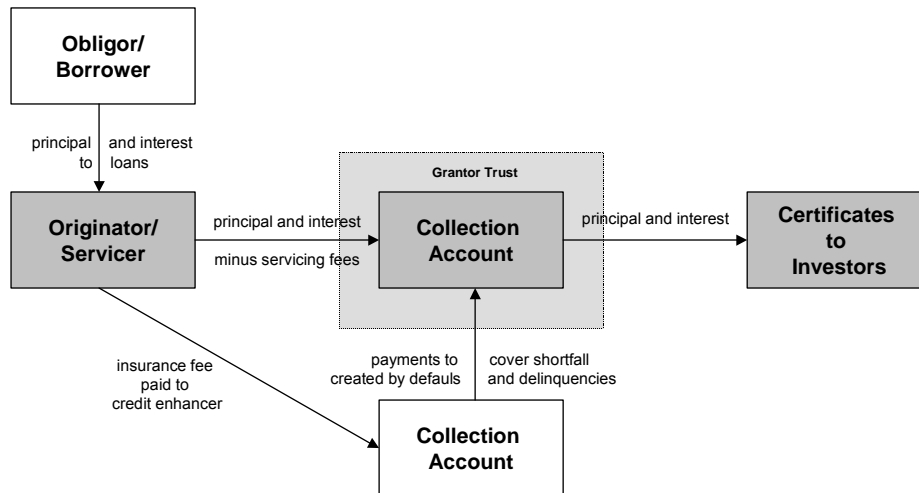 Obligor/
Borrower
principal and interest
to loans
Grantor Trust
Originator/
Servicer
principal and interest
minus servicing fees
Collection
Account
principal and interest
Certificates
to
Investors
insurance fee
paid to
credit enhancer
payments to cover shortfall
created by defauls and delinquencies
Collection
Account